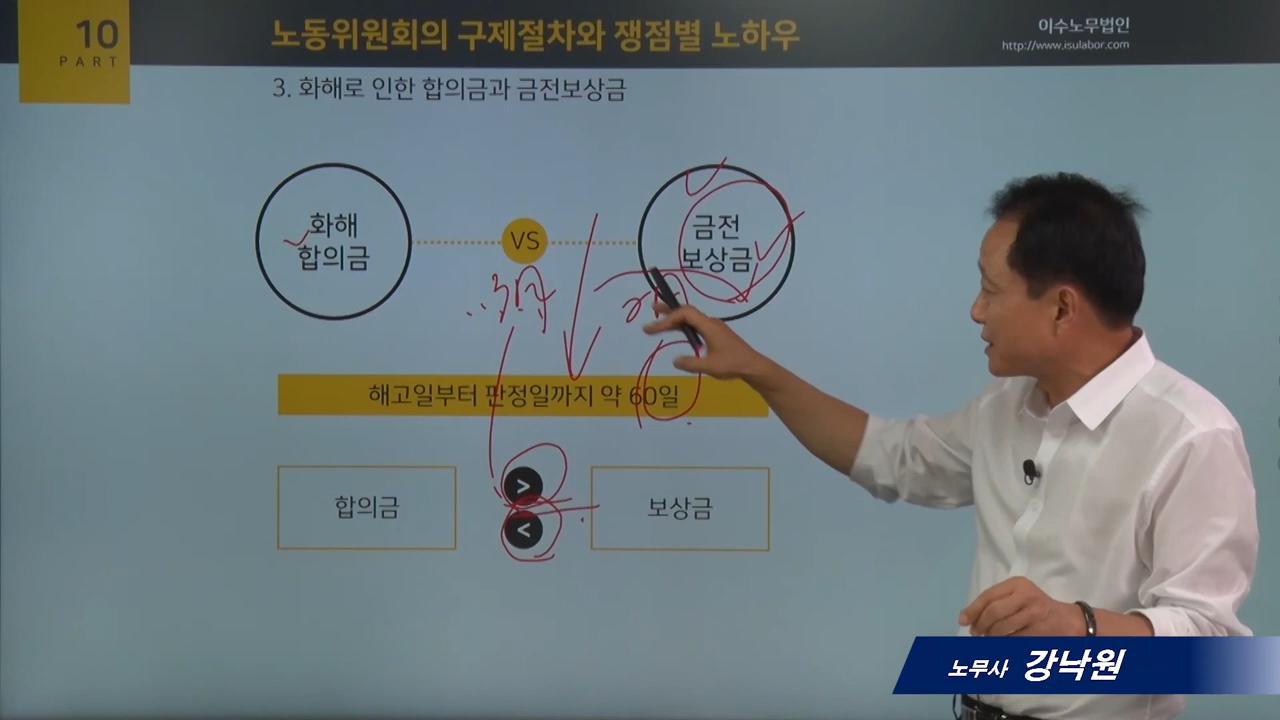 10
PART
노동위원회의 구제절차와 쟁점별 노하우
이수노무법인
http://www.isulabor.com
3. 화해로 인한 합의금과 금전보상금
화해
합의금
VS
금전
보상금
3개월
해고일부터 판정일까지 약 60일
합의금
>
<
보상금
노무사 강낙원